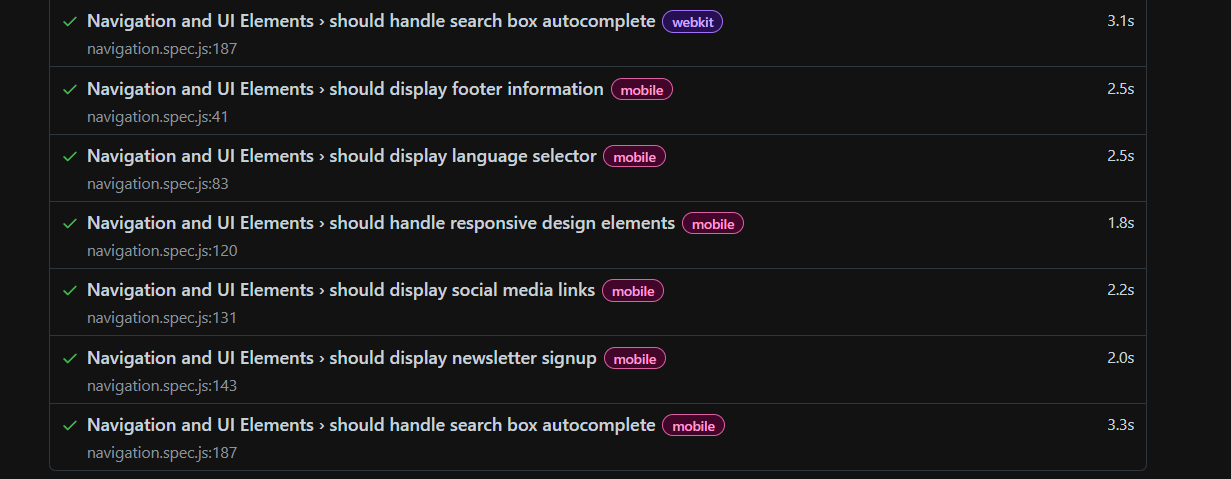 Navigation and UI Elements › should handle search box autocomplete webkit 3.1s
navigation.spec.js:187
Navigation and UI Elements › should display footer information mobile 2.5s
navigation.spec.js:41
Navigation and UI Elements › should display language selector mobile 2.5s
navigation.spec.js:83
Navigation and UI Elements › should handle responsive design elements mobile 1.8s
navigation.spec.js:120
Navigation and UI Elements › should display social media links mobile 2.2s
navigation.spec.js:131
Navigation and UI Elements › should display newsletter signup mobile 2.0s
navigation.spec.js:143
Navigation and UI Elements › should handle search box autocomplete mobile 3.3s
navigation.spec.js:187